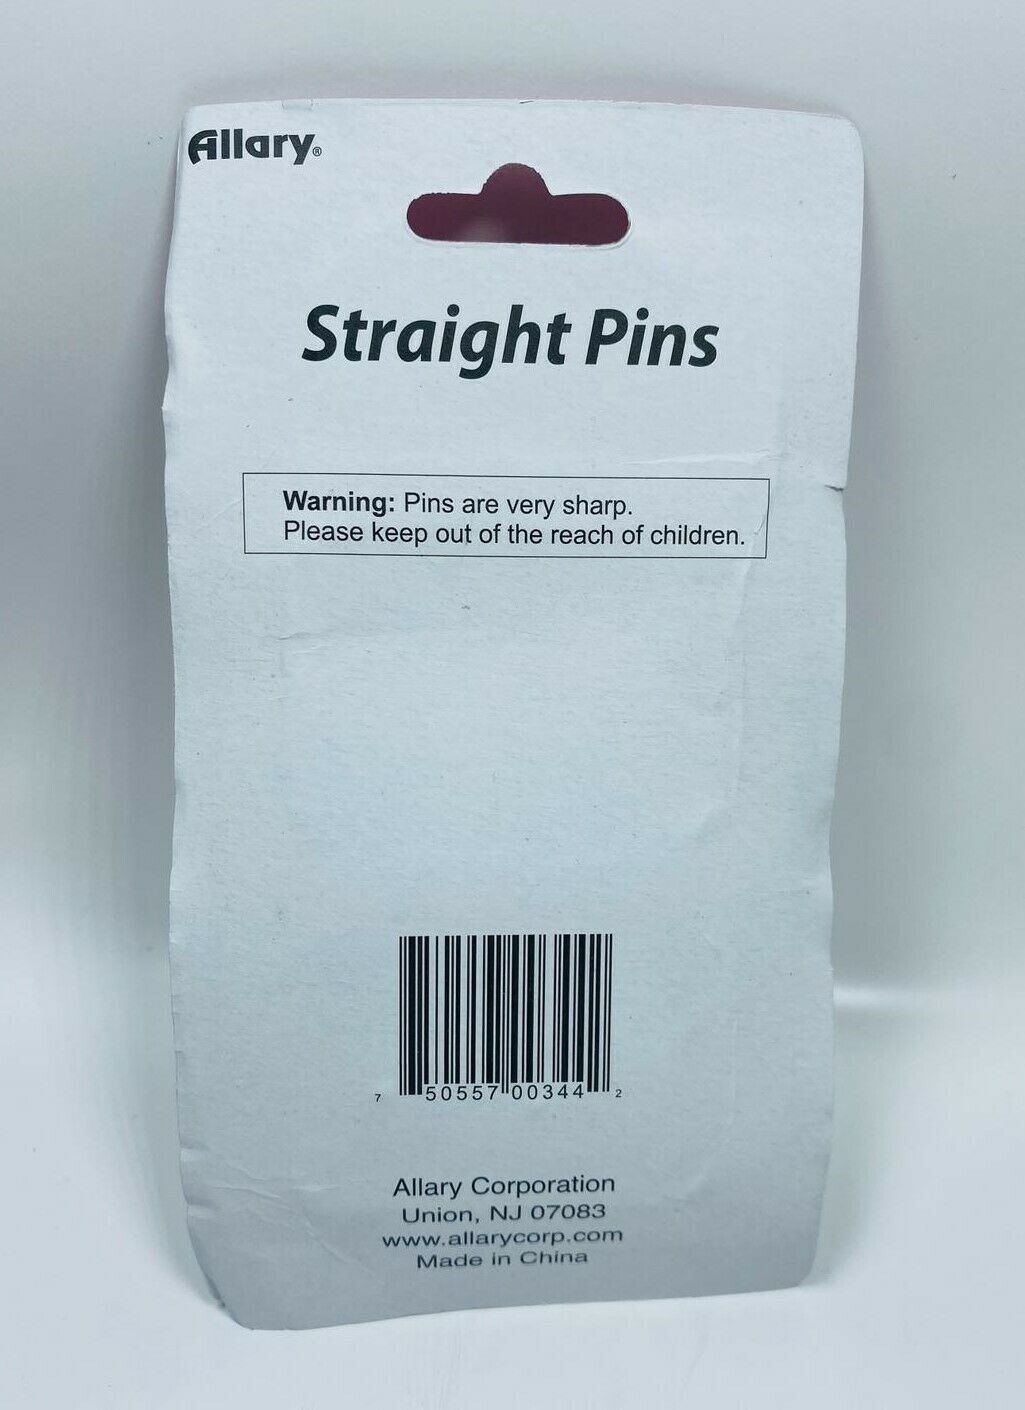 Allary®
Straight Pins
Warning: Pins are very sharp.
Please keep out of the reach of children.
7 50557 00344 2
Allary Corporation
Union, NJ 07083
www.allarycorp.com
Made in China